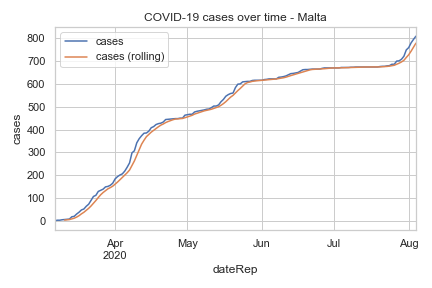 COVID-19 cases over time - Malta
cases
cases (rolling)
800
700
600
500
400
300
200
100
0
cases
Apr
2020
May
Jun
Jul
Aug
dateRep